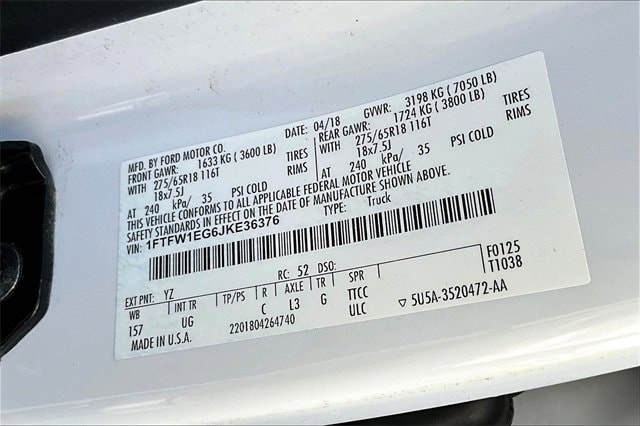 MFD. BY FORD MOTOR CO.
DATE: 04/18 GVWR: 3198 KG ( 7050 LB)
FRONT GAWR: 1633 KG ( 3600 LB) REAR GAWR: 1724 KG ( 3800 LB)
WITH 275/65R18 116T TIRES WITH 275/65R18 116T TIRES
18x7.5J RIMS 18x7.5J RIMS
AT 240 kPa/ 35 PSI COLD AT 240 kPa/ 35 PSI COLD
THIS VEHICLE CONFORMS TO ALL APPLICABLE FEDERAL MOTOR VEHICLE
SAFETY STANDARDS IN EFFECT ON THE DATE OF MANUFACTURE SHOWN ABOVE.
VIN: 1FTFW1EG6JKE36376 TYPE: Truck
F0125
T1038
EXT PNT: YZ RC: 52 DSO:
WB INT TR TP/PS R AXLE TR SPR
157 UG C L3 G TTCC
ULC
▽ 5U5A-3520472-AA
MADE IN U.S.A. 2201804264740